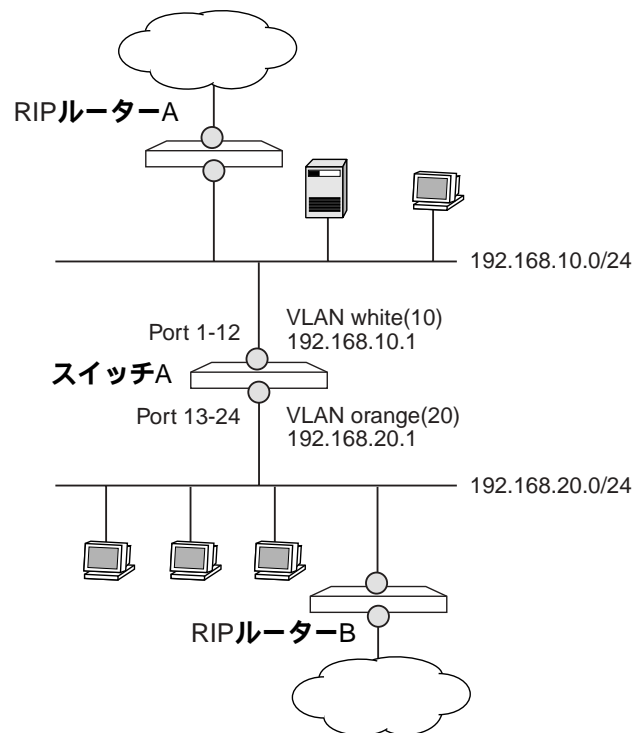 RIPルーターA
192.168.10.0/24
Port 1-12
VLAN white(10)
192.168.10.1
スイッチA
Port 13-24
VLAN orange(20)
192.168.20.1
192.168.20.0/24
RIPルーターB